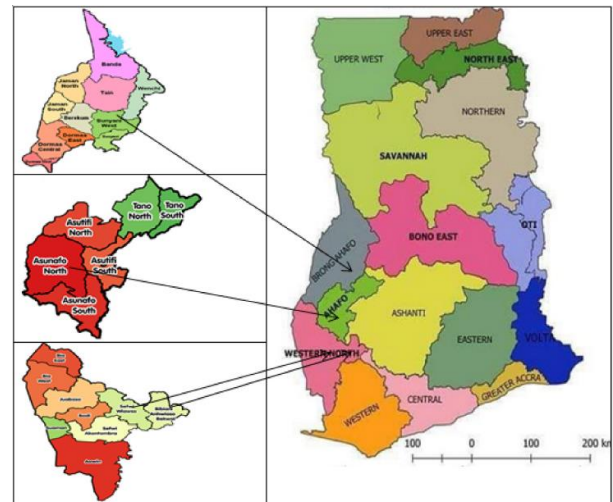 Banda
Jaman
North
Tain
Wenchi
Jaman
South
Berekum
Sunyani
West
Dormaa
East
Dormaa
Central
Tano
North
Tano
South
Asutifi
North
Asunafo
North
Asutifi
South
Asunafo
South
UPPER EAST
UPPER WEST
NORTH EAST
NORTHERN
SAVANNAH
OTI
BONO EAST
BRONG AHAFO
AHAFO
ASHANTI
EASTERN
VOLTA
WESTERN NORTH
WESTERN
CENTRAL
GREATER ACCRA
100
0
100
200 km